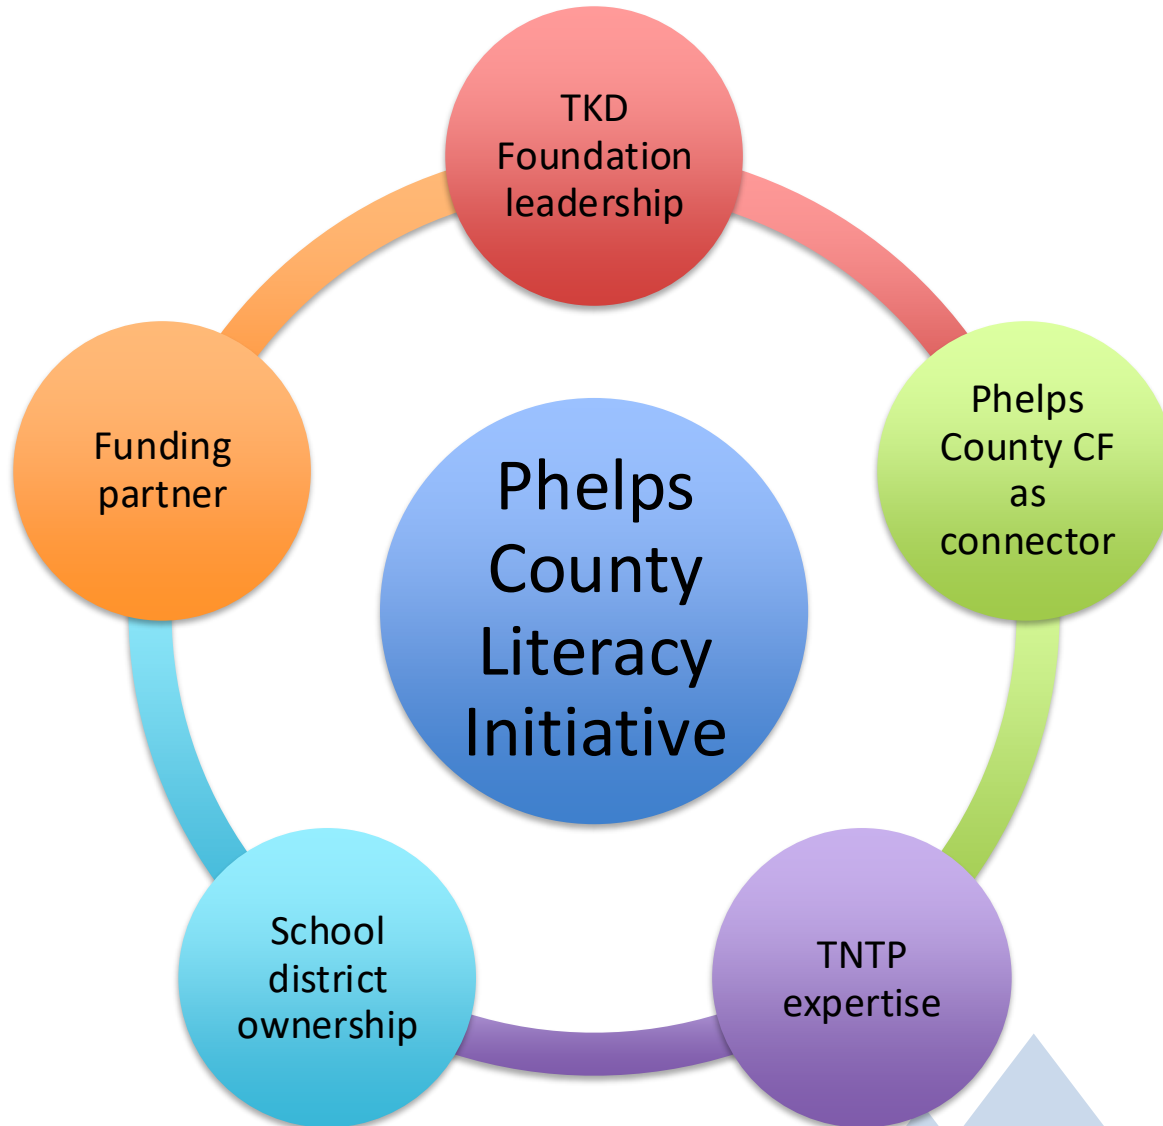 TKD
Foundation
leadership
Phelps
County CF
as
connector
TNTP
expertise
School
district
ownership
Funding
partner
Phelps
County
Literacy
Initiative